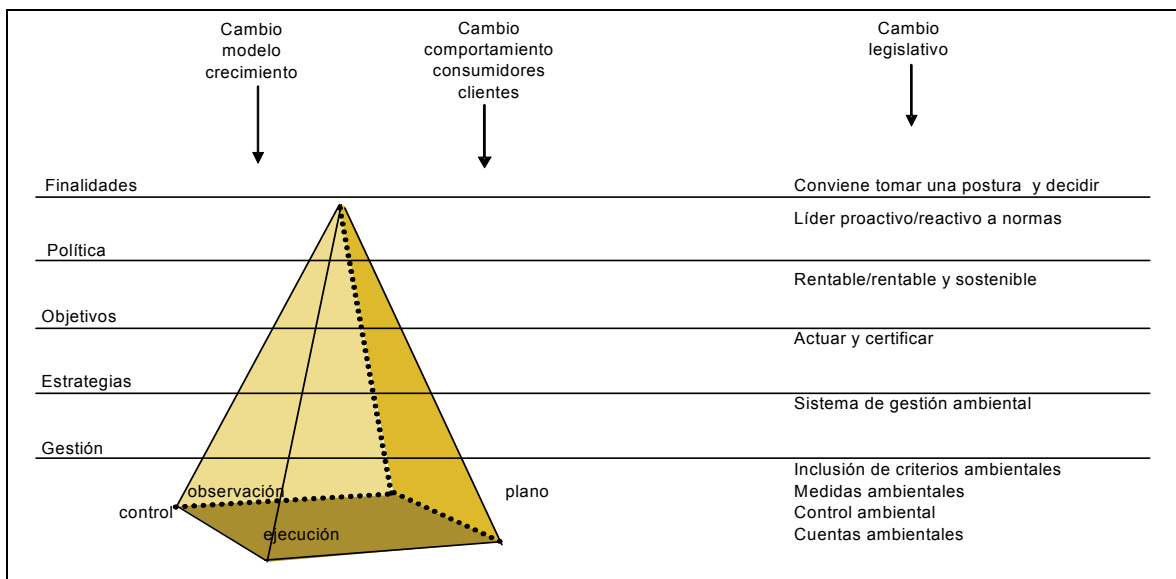 Cambio
modelo
crecimiento
Cambio
comportamiento
consumidores
clientes
Cambio
legislativo
Finalidades
Conviene tomar una postura y decidir
Líder proactivo/reactivo a normas
Política
Rentable/rentable y sostenible
Objetivos
Actuar y certificar
Estrategias
Sistema de gestión ambiental
Gestión
Inclusión de criterios ambientales
observación
plano
Medidas ambientales
control
Control ambiental
ejecución
Cuentas ambientales